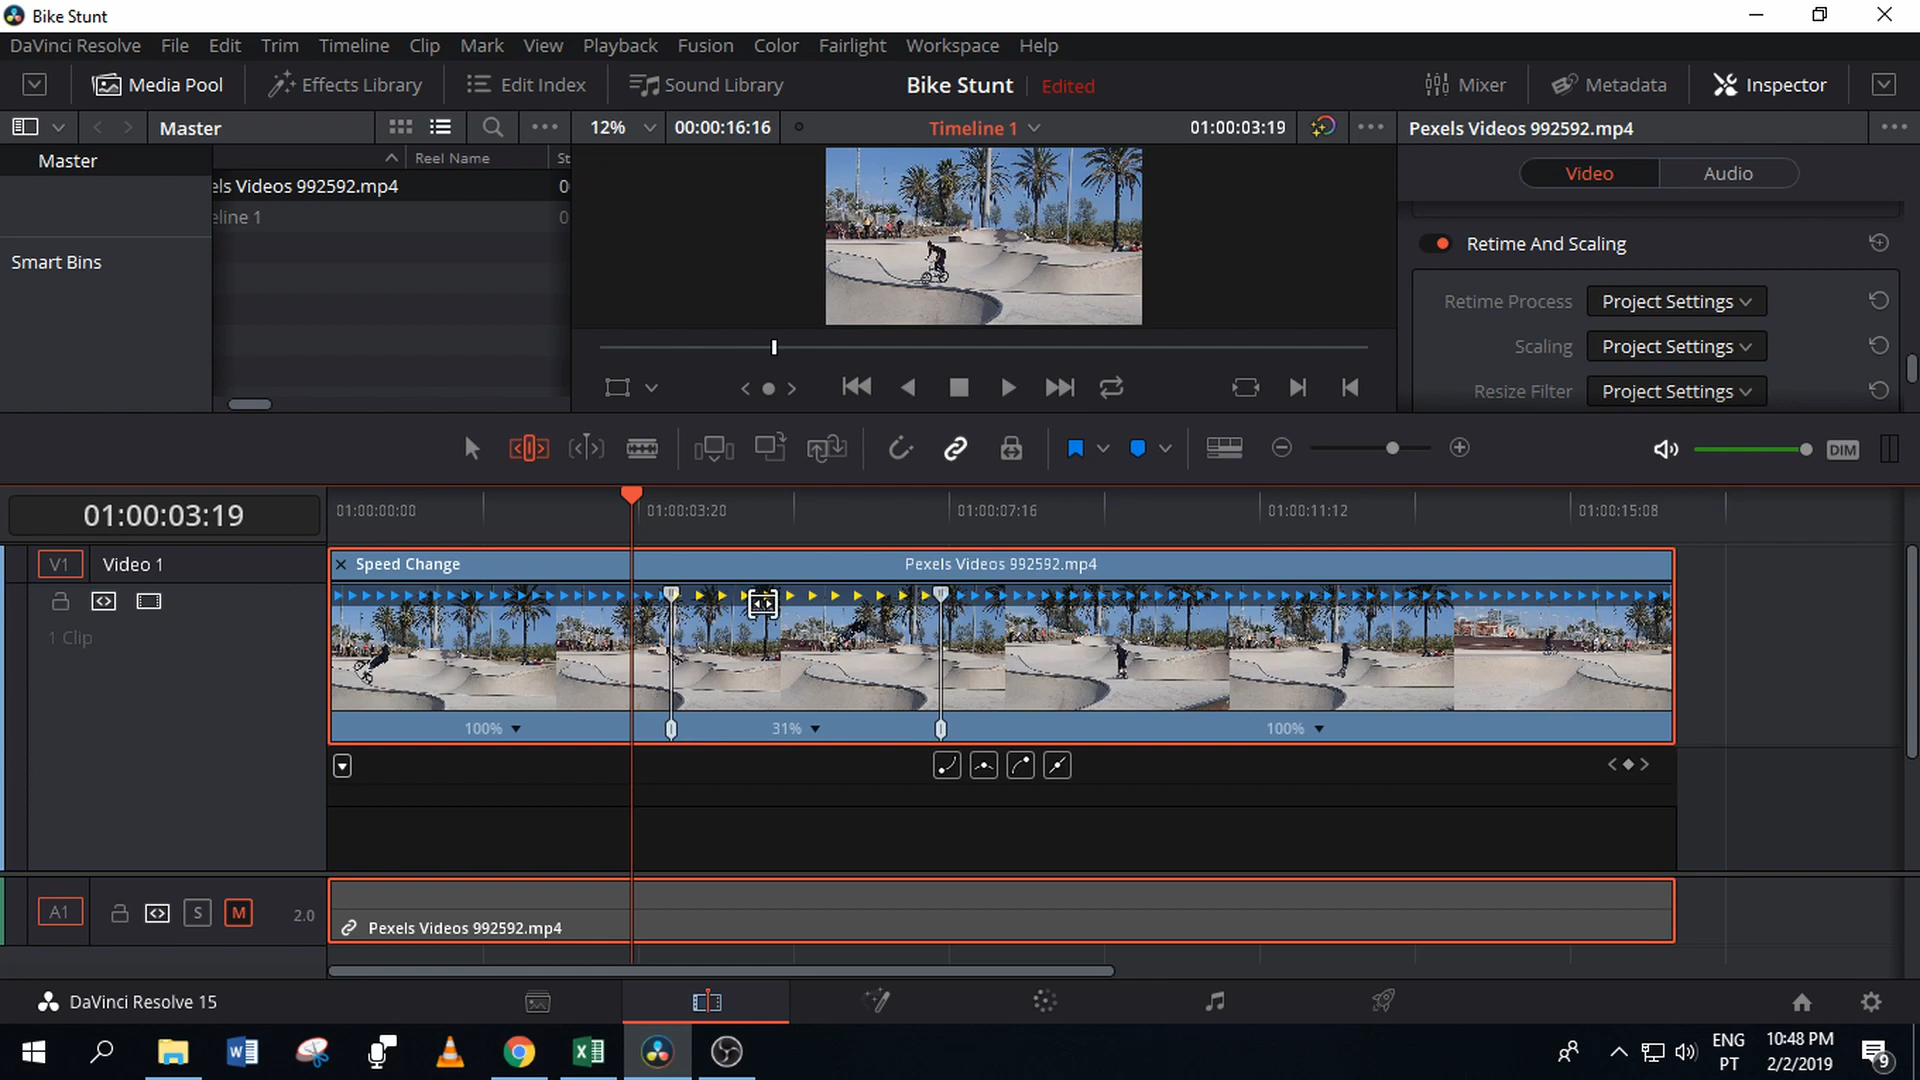 Bike Stunt
DaVinci Resolve File Edit Trim Timeline Clip Mark View Playback Fusion Color Fairlight Workspace Help
Media Pool Effects Library Edit Index Sound Library Bike Stunt Edited Mixer Metadata Inspector
Master 12% 00:00:16:16 Timeline 1 01:00:03:19 Pexels Videos 992592.mp4
Master Reel Name St
els Videos 992592.mp4 0
eline 1 0
Smart Bins
Video Audio
Retime And Scaling
Retime Process Project Settings
Scaling Project Settings
Resize Filter Project Settings
DIM
01:00:03:19 01:00:00:00 01:00:03:20 01:00:07:16 01:00:11:12 01:00:15:08
V1 Video 1 Speed Change Pexels Videos 992592.mp4
1 Clip
100% 31% 100%
A1 S M 2.0 Pexels Videos 992592.mp4
DaVinci Resolve 15
ENG 10:48 PM
PT 2/2/2019 9